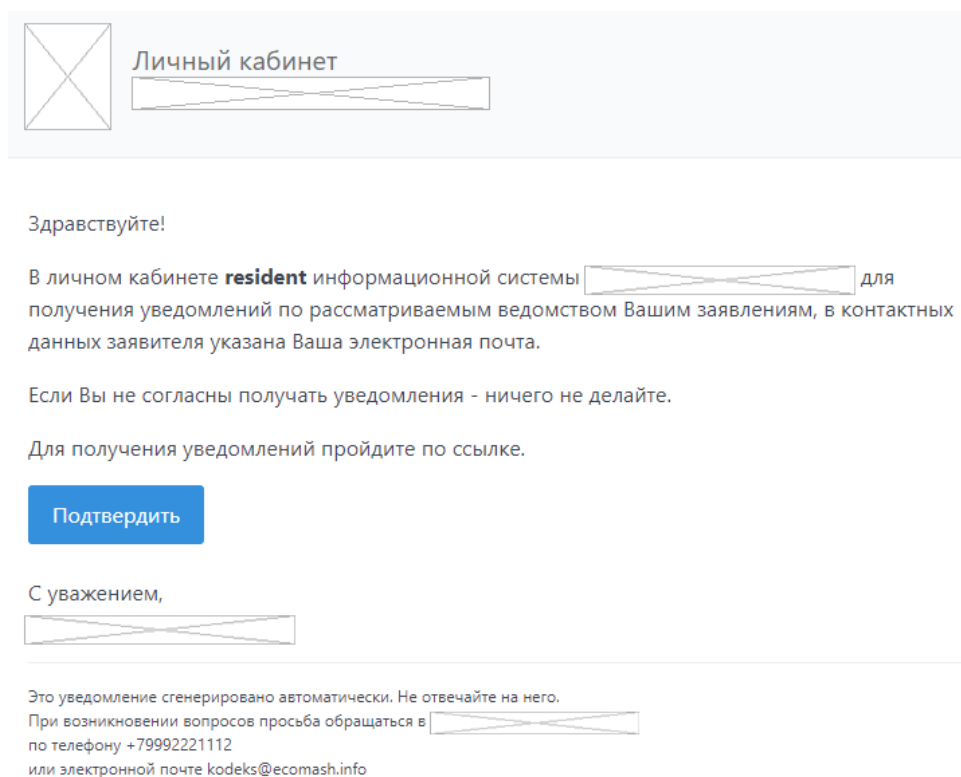 Личный кабинет
Здравствуйте!
В личном кабинете resident информационной системы для
получения уведомлений по рассматриваемым ведомством Вашим заявлениям, в контактных
данных заявителя указана Ваша электронная почта.
Если Вы не согласны получать уведомления - ничего не делайте.
Для получения уведомлений пройдите по ссылке.
Подтвердить
С уважением,
Это уведомление сгенерировано автоматически. Не отвечайте на него.
При возникновении вопросов просьба обращаться в
по телефону +79992221112
или электронной почте kodeks@ecomash.info